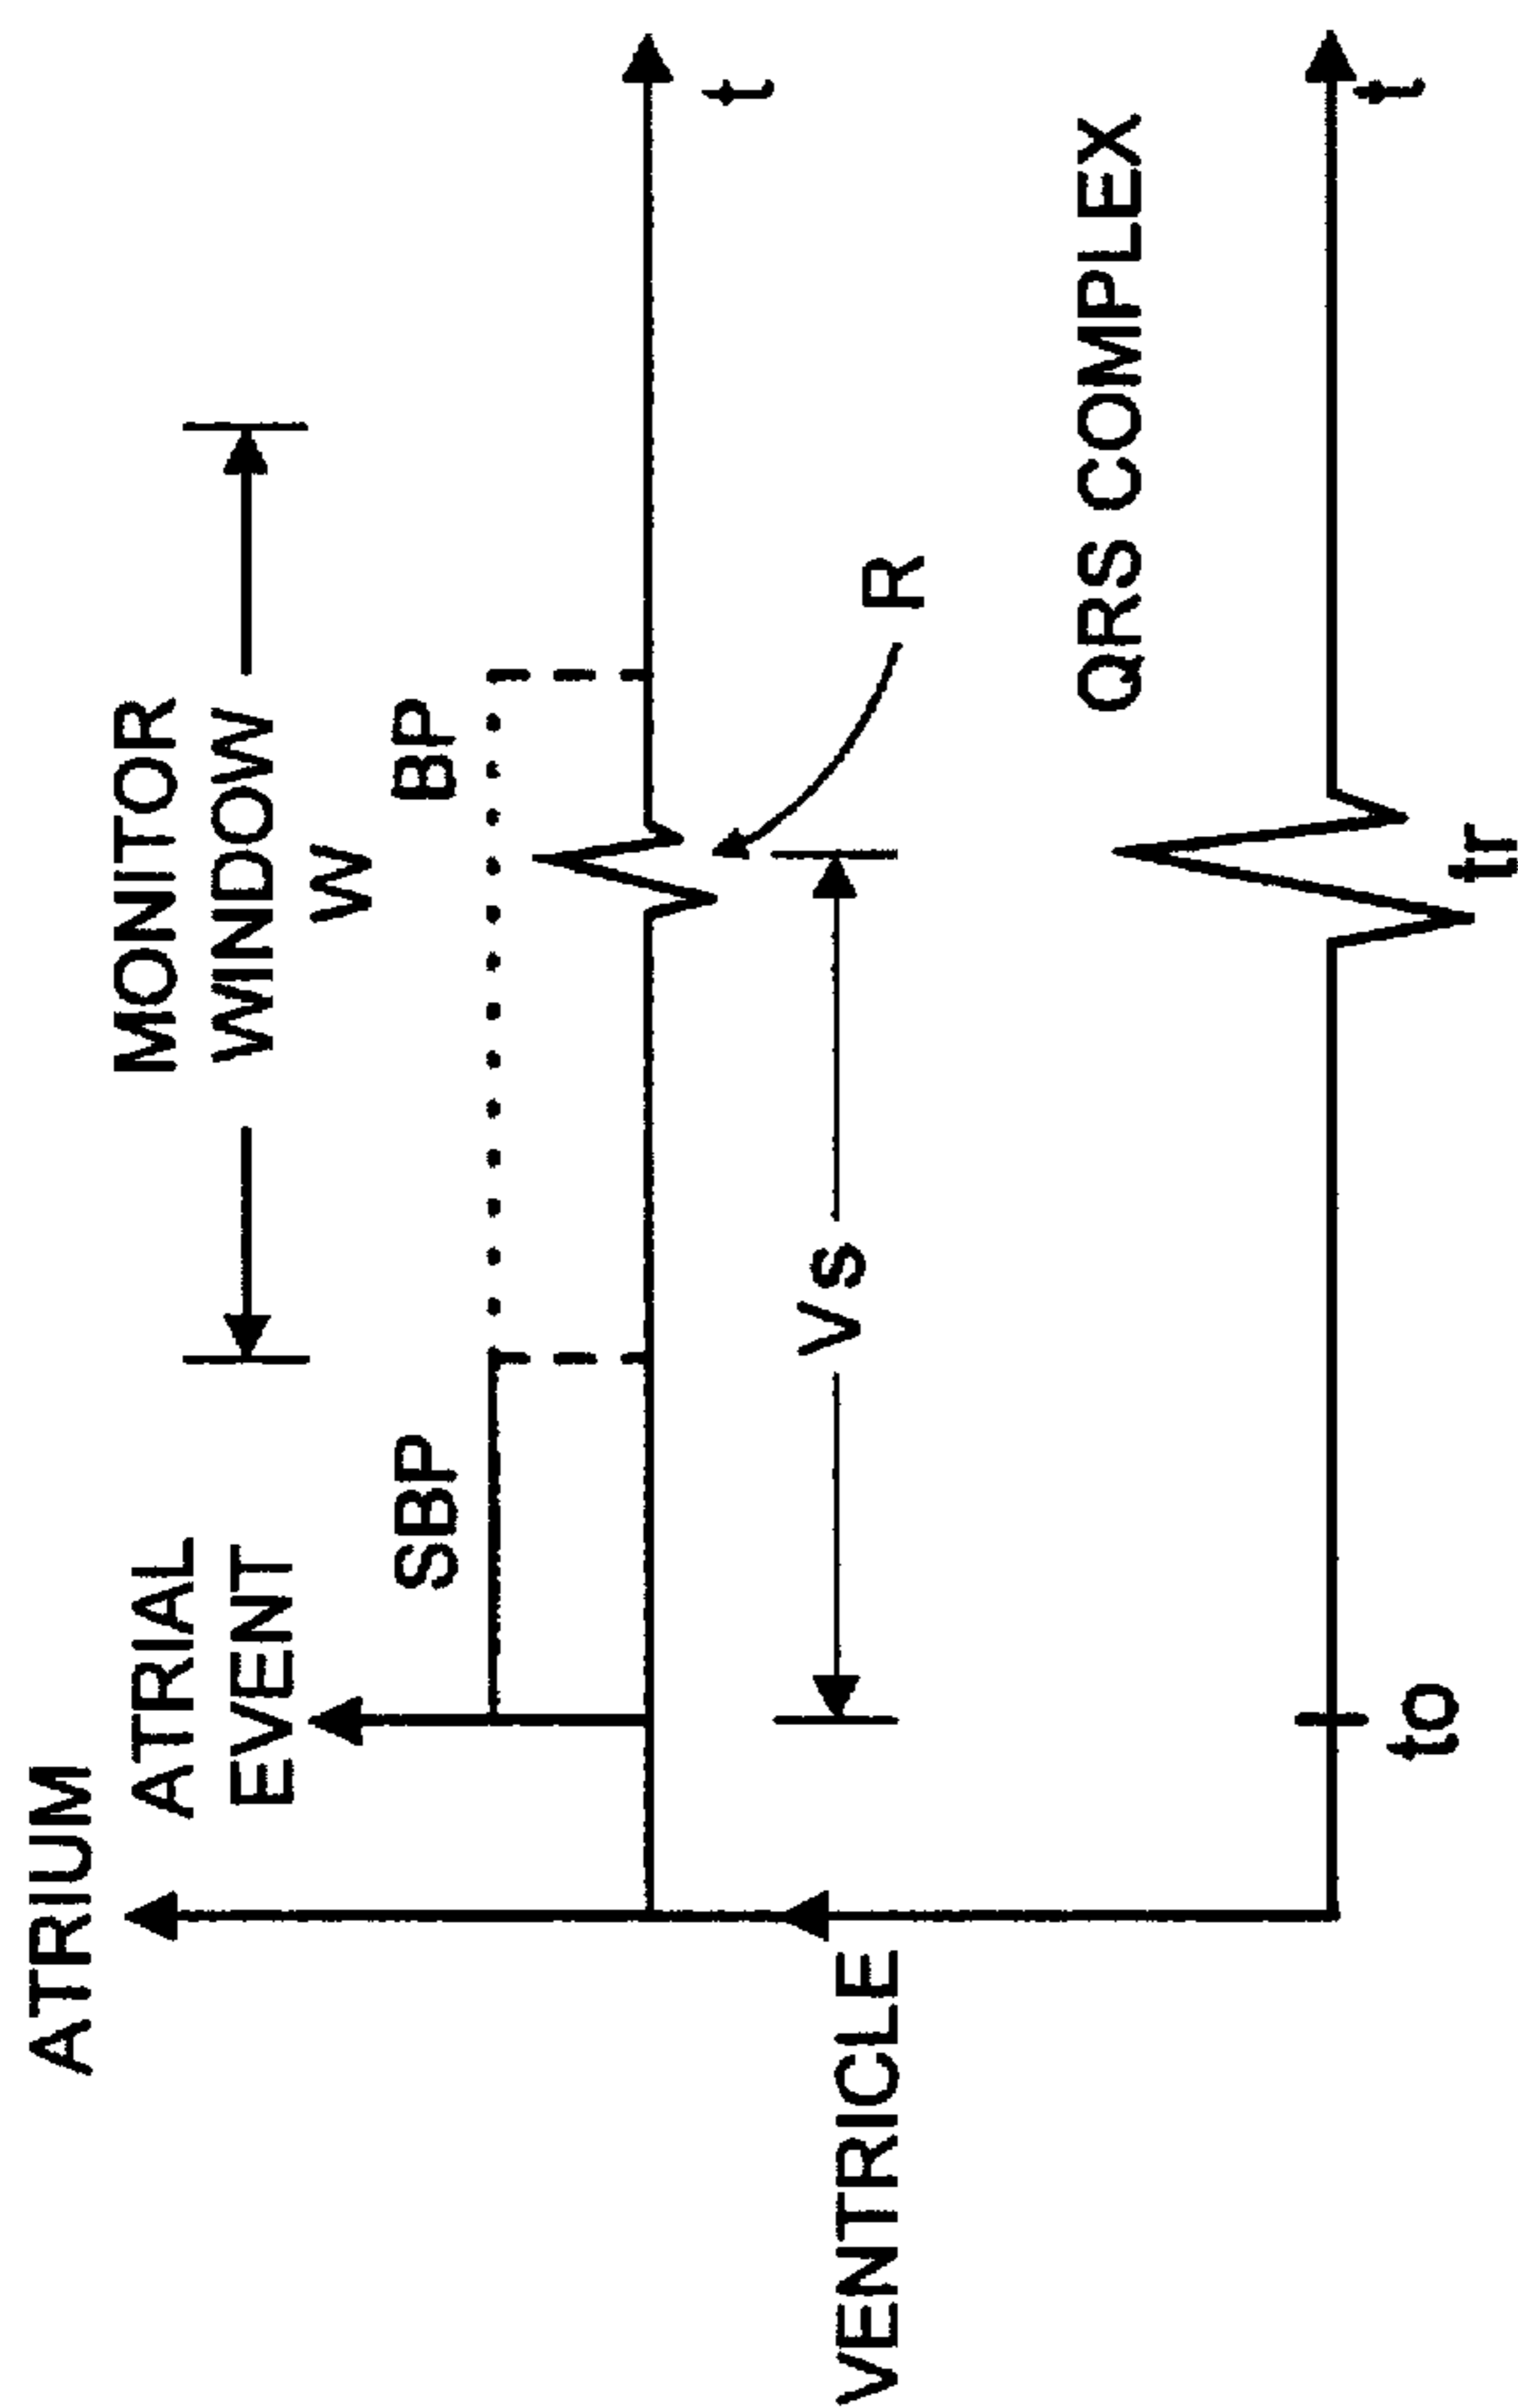 ATRIUM
ATRIAL
EVENT
MONITOR
WINDOW
W
SBP
BP
t
R
Vs
VENTRICLE
QRS COMPLEX
t
to
tr